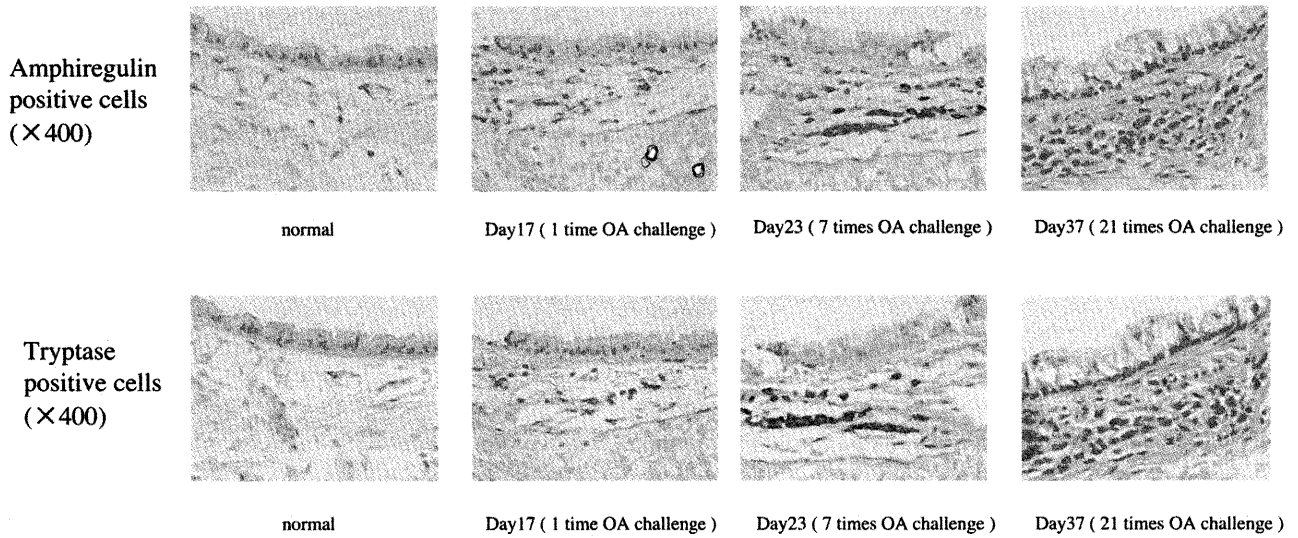 Amphiregulin
positive cells
(×400)
normal
Day17 ( 1 time OA challenge )
Day23 ( 7 times OA challenge )
Day37 ( 21 times OA challenge )
Tryptase
positive cells
(×400)
normal
Day17 ( 1 time OA challenge )
Day23 ( 7 times OA challenge )
Day37 ( 21 times OA challenge )